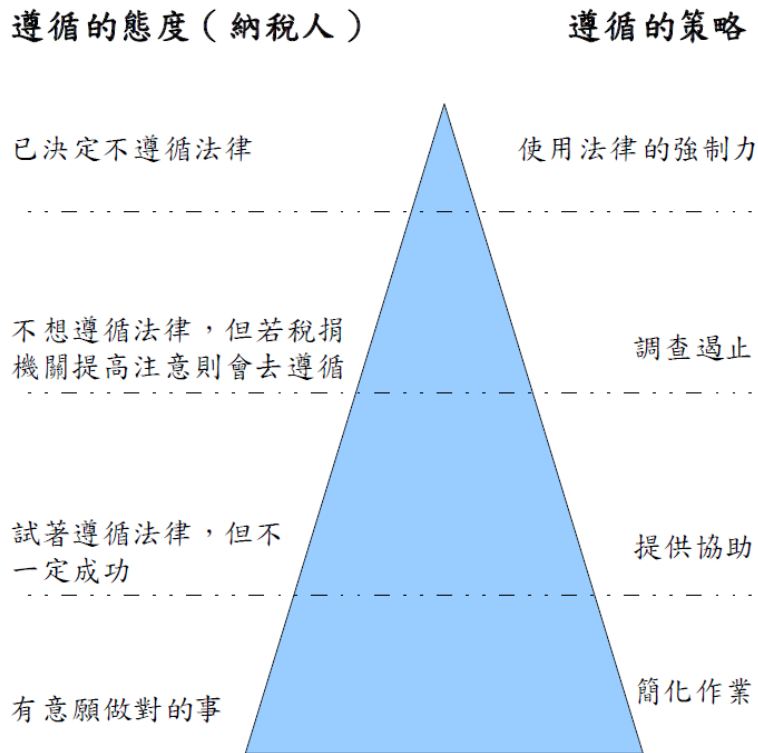 遵循的態度（納稅人）
遵循的策略
已決定不遵循法律
使用法律的強制力
不想遵循法律，但若稅捐
機關提高注意則會去遵循
調查遏止
試著遵循法律，但不
一定成功
提供協助
有意願做對的事
簡化作業